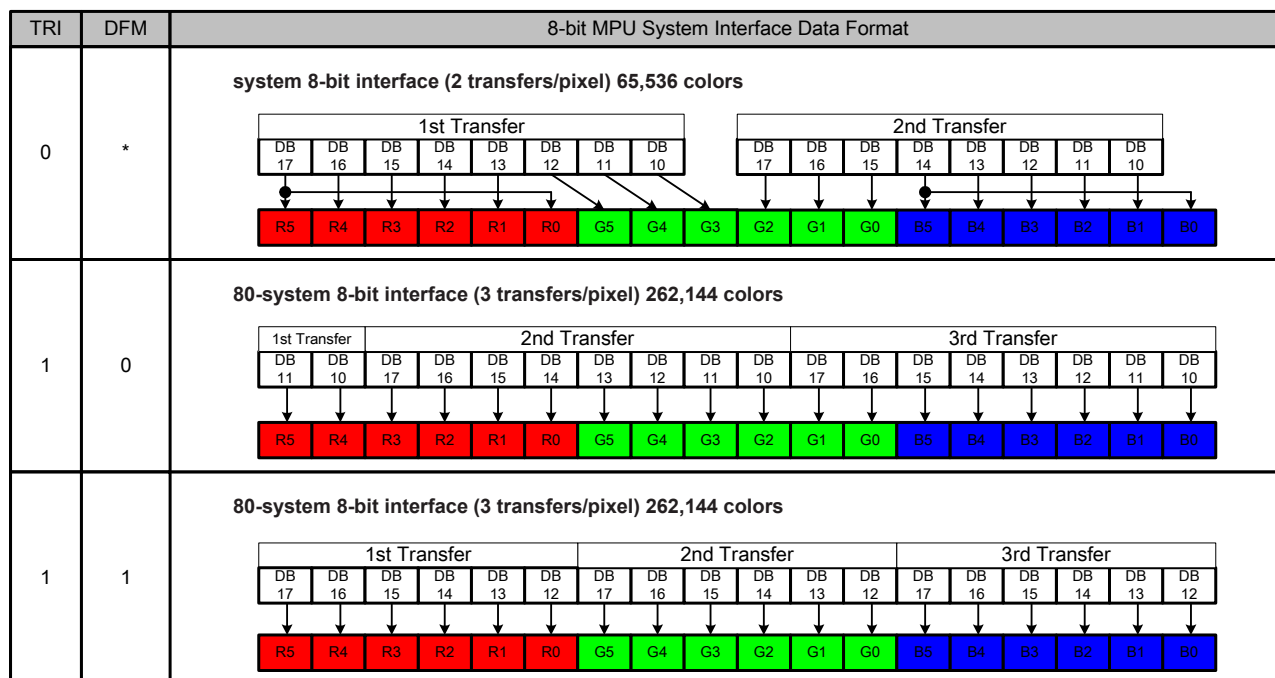 TRI DFM 8-bit MPU System Interface Data Format
system 8-bit interface (2 transfers/pixel) 65,536 colors
1st Transfer 2nd Transfer
DB DB DB DB DB DB DB DB DB DB DB DB DB DB DB DB
17 16 15 14 13 12 11 10 17 16 15 14 13 12 11 10
0 *
R5 R4 R3 R2 R1 R0 G5 G4 G3 G2 G1 G0 B5 B4 B3 B2 B1 B0
80-system 8-bit interface (3 transfers/pixel) 262,144 colors
1st Transfer 2nd Transfer 3rd Transfer
DB DB DB DB DB DB DB DB DB DB DB DB DB DB DB DB DB DB
11 10 17 16 15 14 13 12 11 10 17 16 15 14 13 12 11 10
1 0
R5 R4 R3 R2 R1 R0 G5 G4 G3 G2 G1 G0 B5 B4 B3 B2 B1 B0
80-system 8-bit interface (3 transfers/pixel) 262,144 colors
1st Transfer 2nd Transfer 3rd Transfer
DB DB DB DB DB DB DB DB DB DB DB DB DB DB DB DB DB DB
17 16 15 14 13 12 17 16 15 14 13 12 17 16 15 14 13 12
1 1
R5 R4 R3 R2 R1 R0 G5 G4 G3 G2 G1 G0 B5 B4 B3 B2 B1 B0